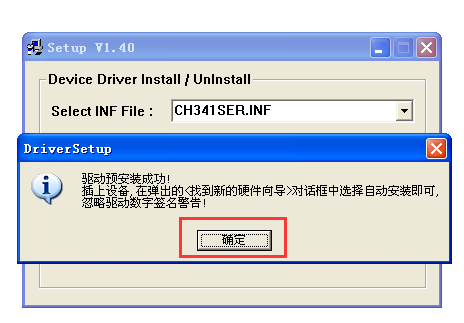 Setup V1.40
Device Driver Install / UnInstall
Select INF File :
CH341SER.INF
DriverSetup
驱动预安装成功!
插上设备,在弹出的<找到新的硬件向导>对话框中选择自动安装即可,
忽略驱动数字签名警告!
确定